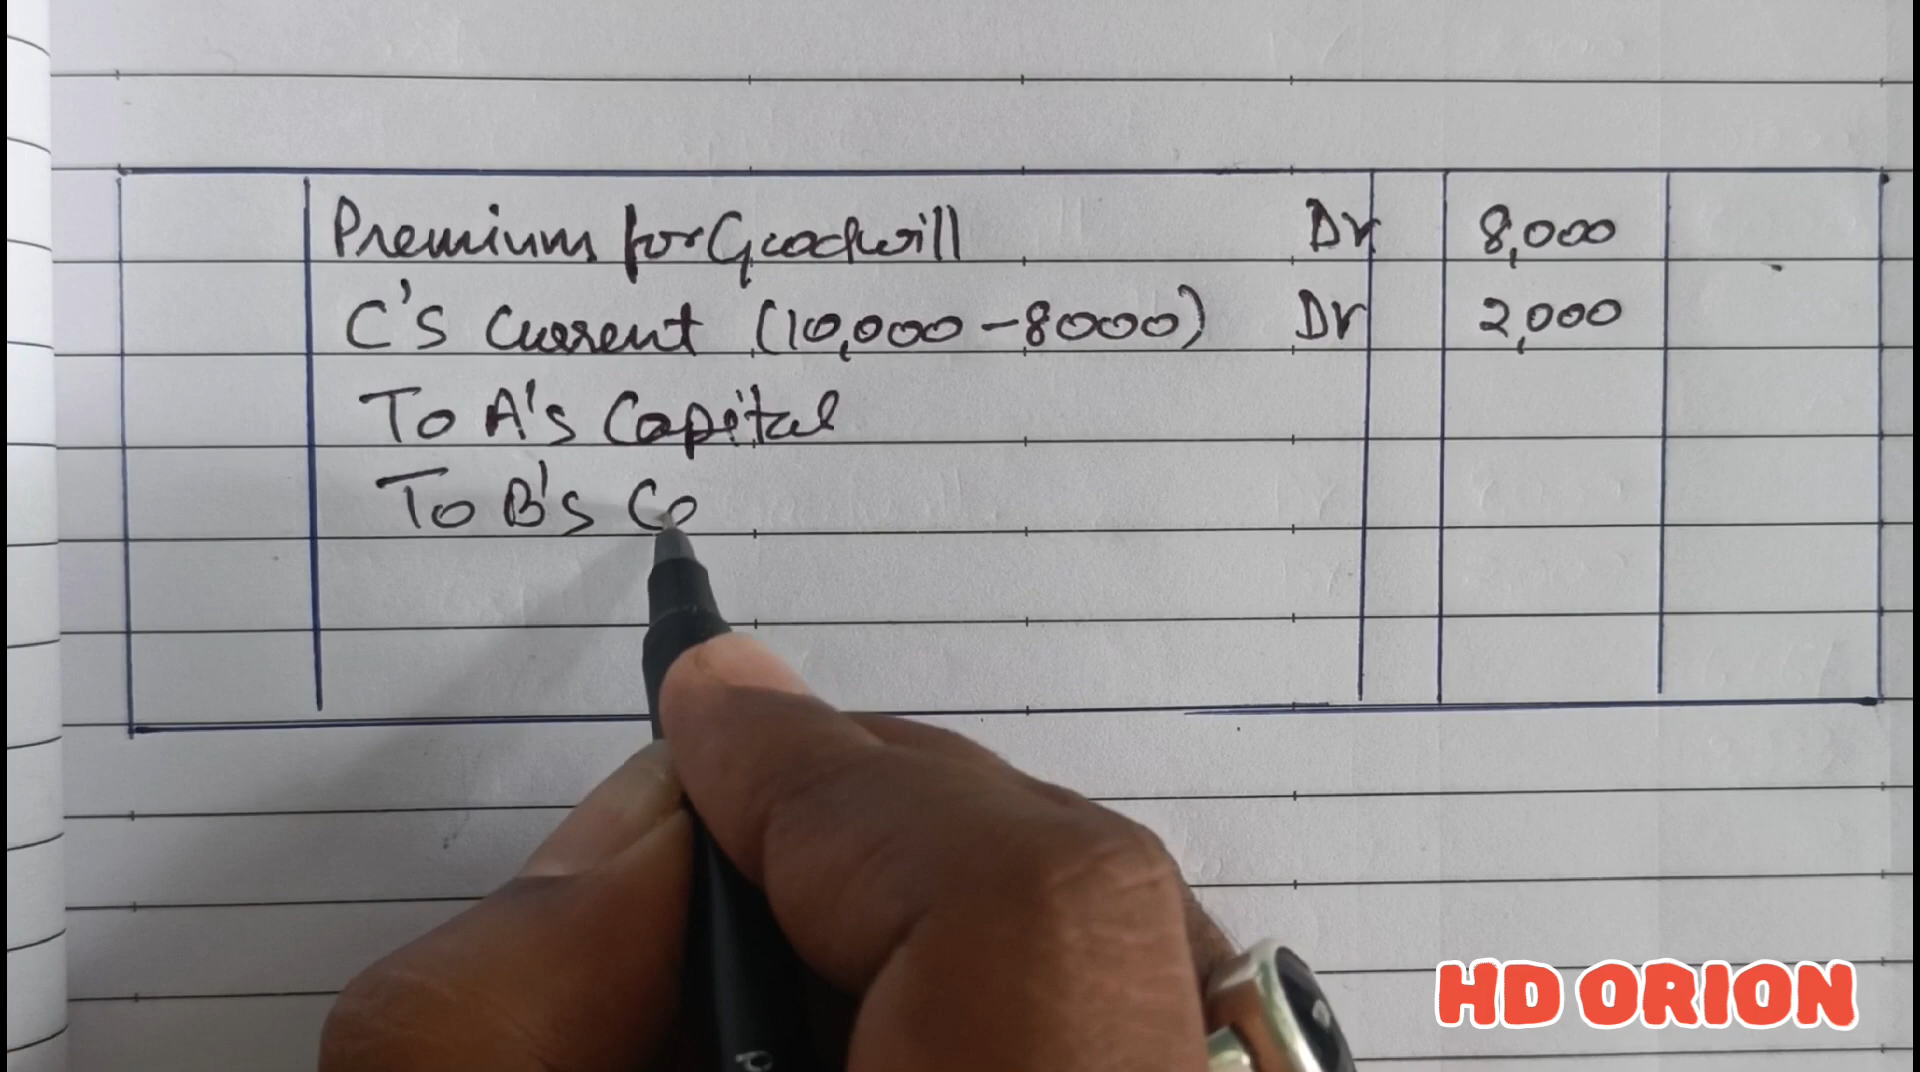 Premium for Goodwill Dr 8,000
C's Current (10,000-8000) Dr 2,000
To A's Capital
To B's Ca
HD ORION